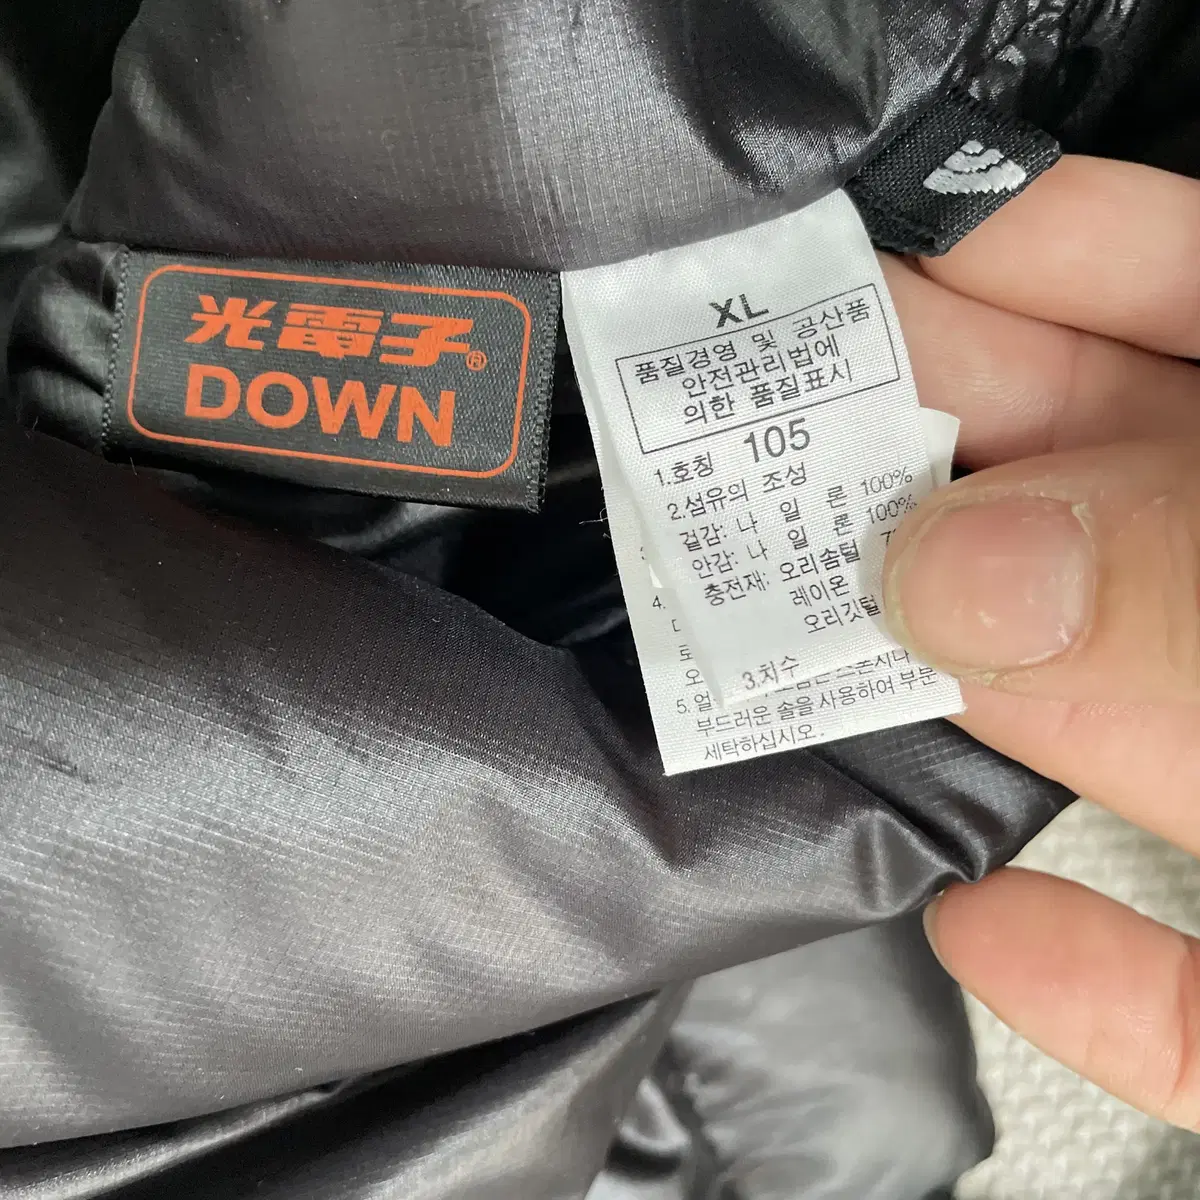 光電子®
DOWN
XL
품질경영 및 공산품
안전관리법에
의한 품질표시
1.호칭 105
2.섬유의 조성
겉감: 나 일 론 100%
안감: 나 일 론 100%
충전재: 오리솜털
레이온
오리깃털
3.치수
4.
5.얼
부드러운 솔을 사용하여 부분
세탁하십시오.